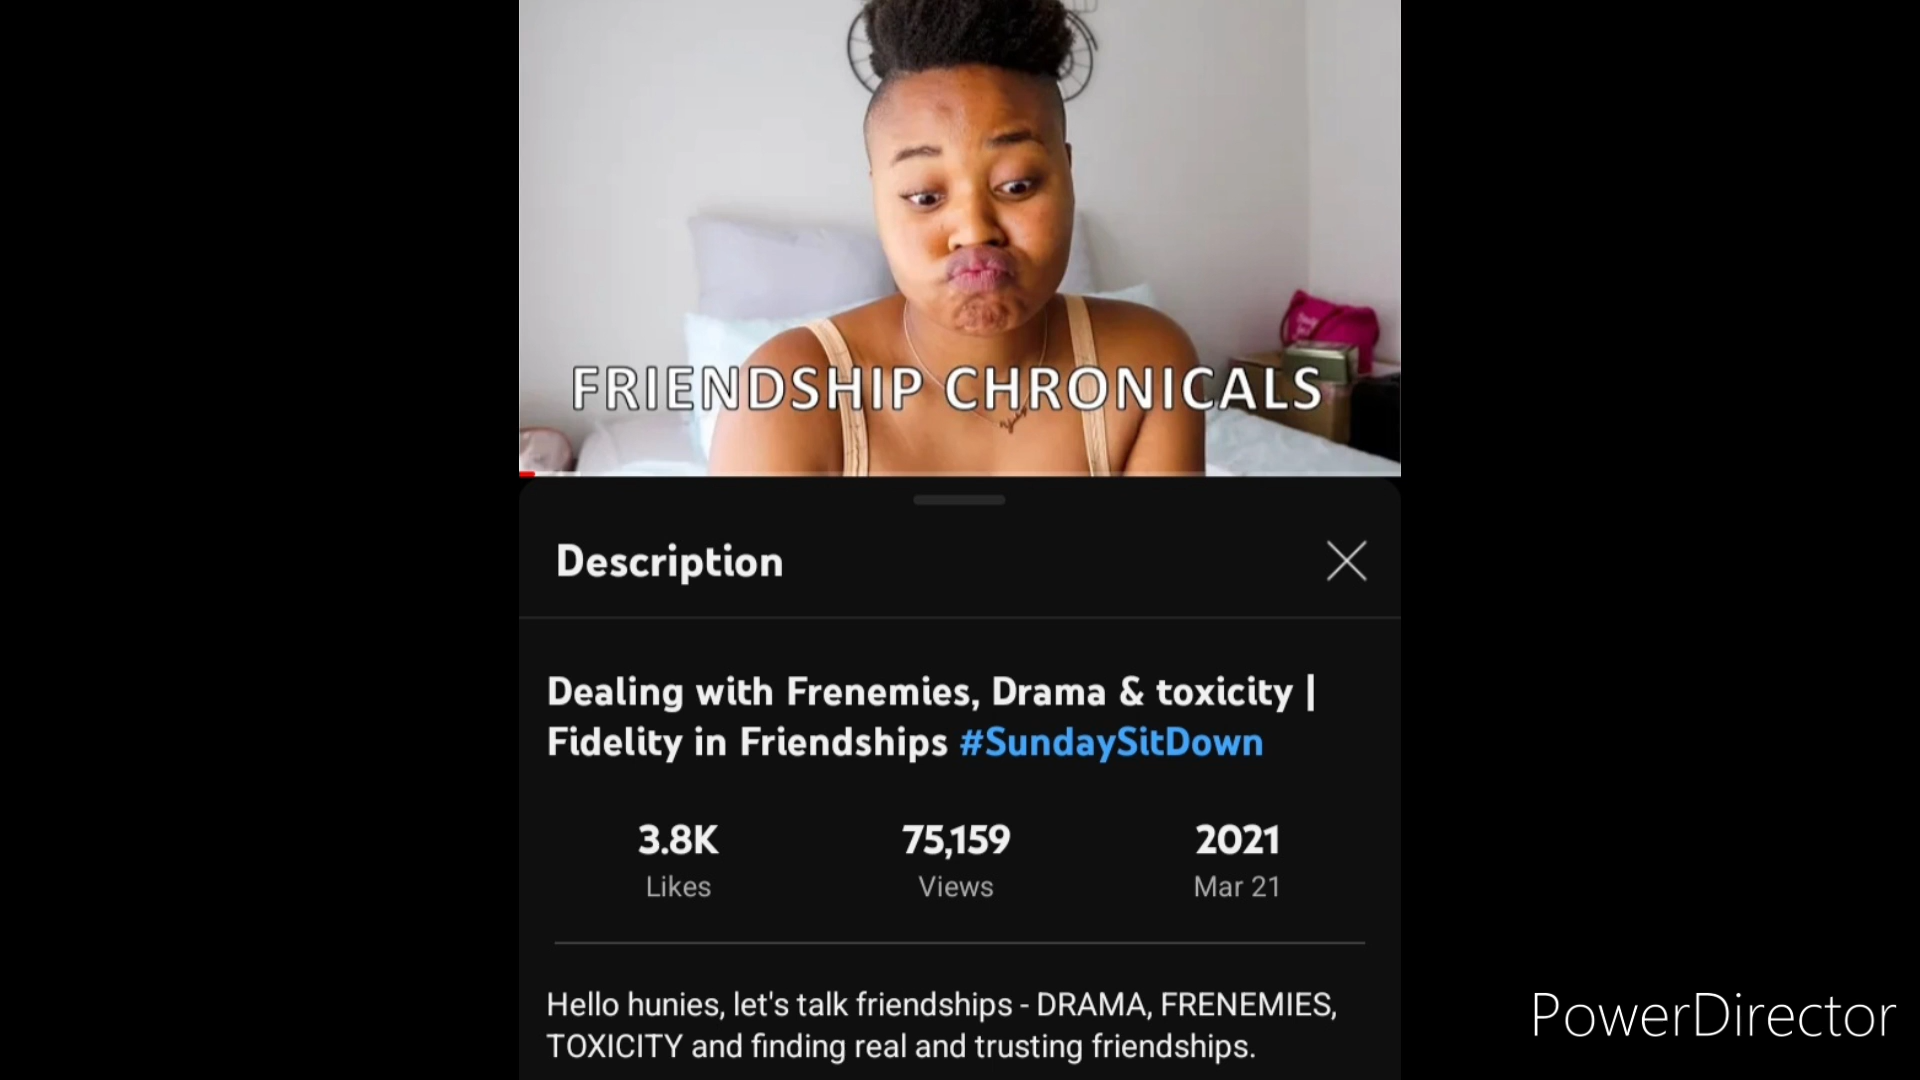 FRIENDSHIP CHRONICALS
Description
Dealing with Frenemies, Drama & toxicity |
Fidelity in Friendships #SundaySitDown
3.8K 75,159 2021
Likes Views Mar 21
Hello hunies, let's talk friendships - DRAMA, FRENEMIES,
TOXICITY and finding real and trusting friendships.
PowerDirector